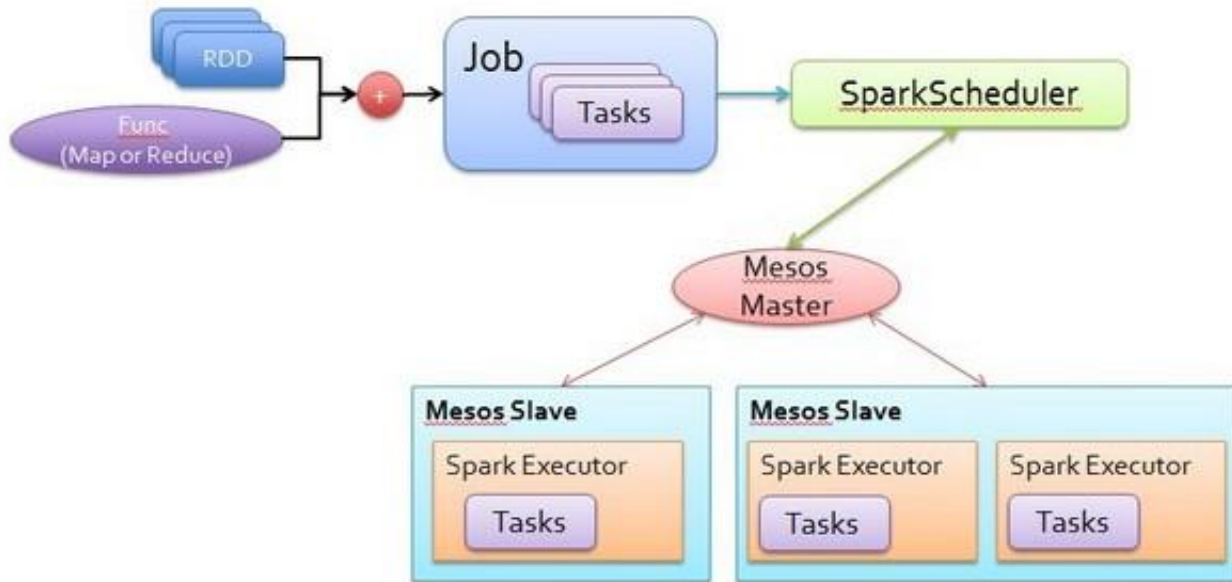 RDD
Func
(Map or Reduce)
+
Job
Tasks
SparkScheduler
Mesos
Master
Mesos Slave
Spark Executor
Tasks
Mesos Slave
Spark Executor
Tasks
Spark Executor
Tasks